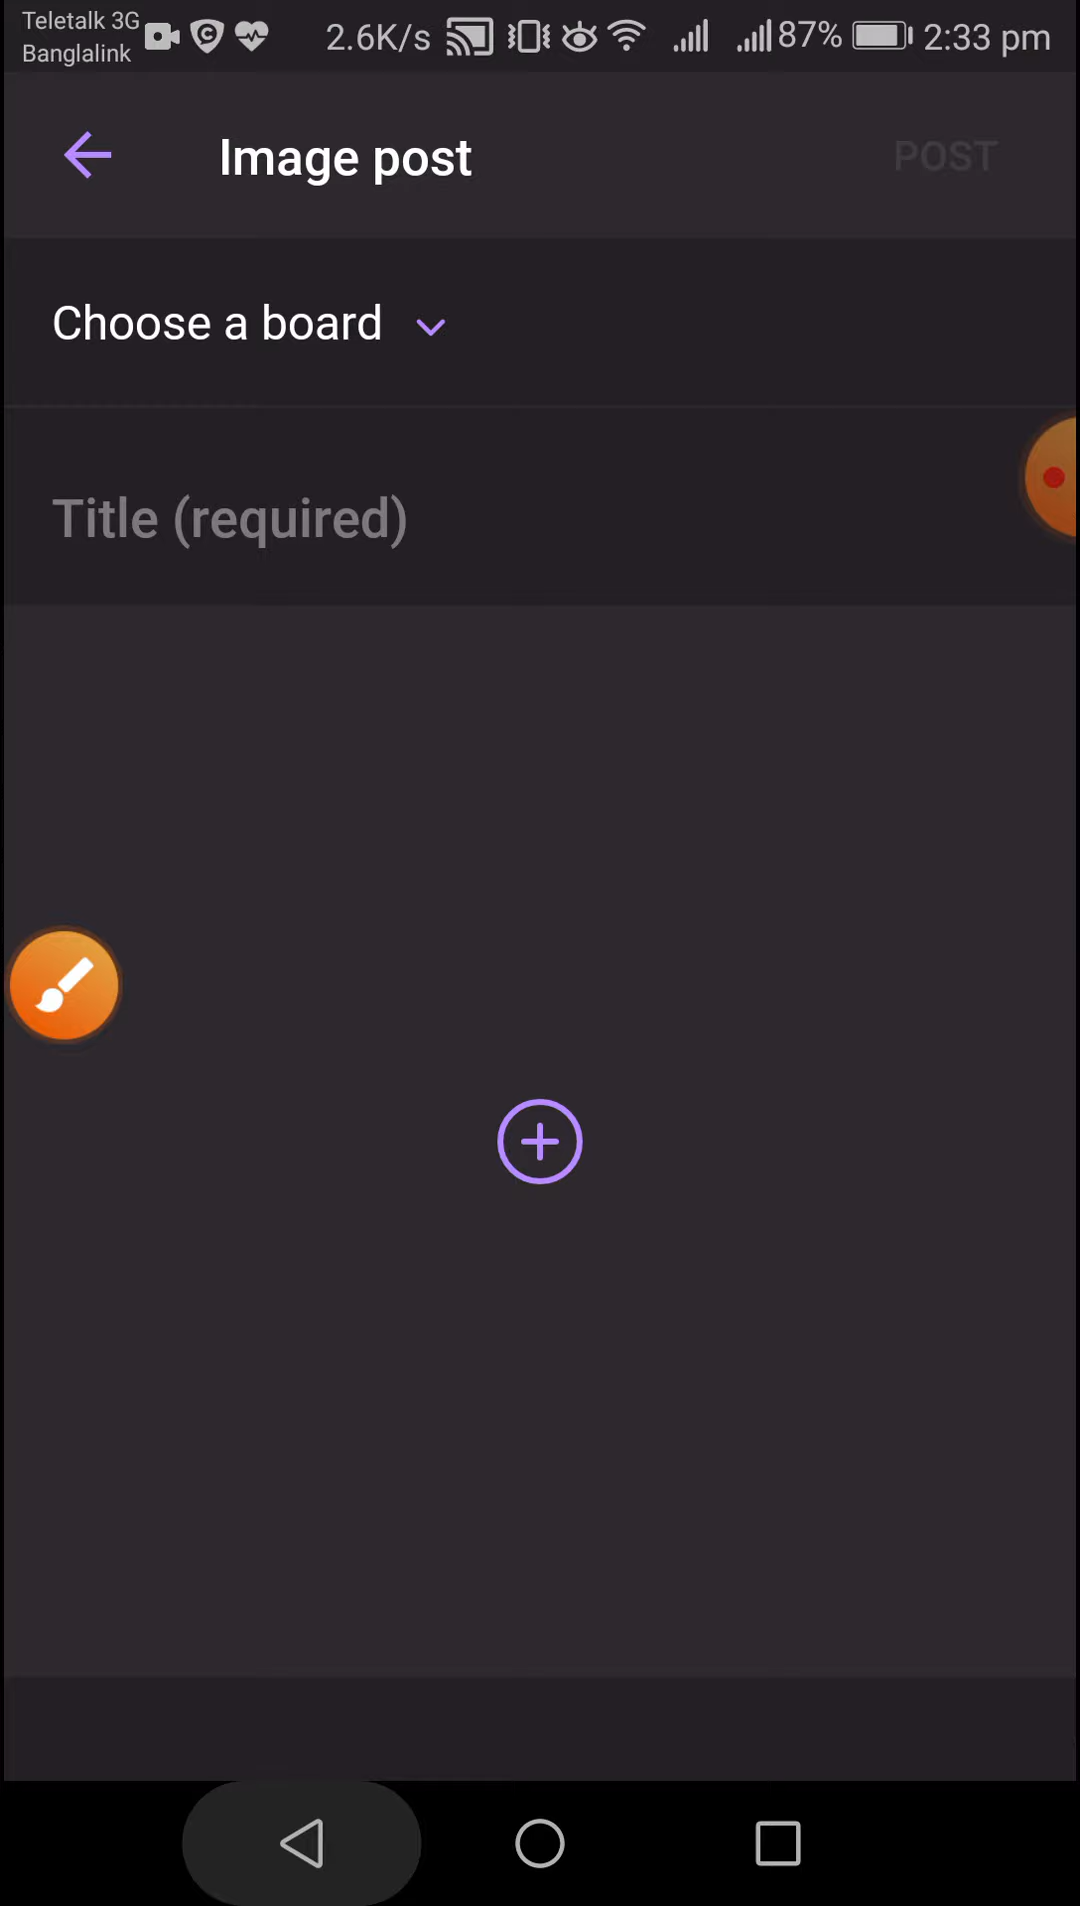 Teletalk 3G
Banglalink
2.6K/s
87%
2:33 pm
Image post
POST
Choose a board
Title (required)